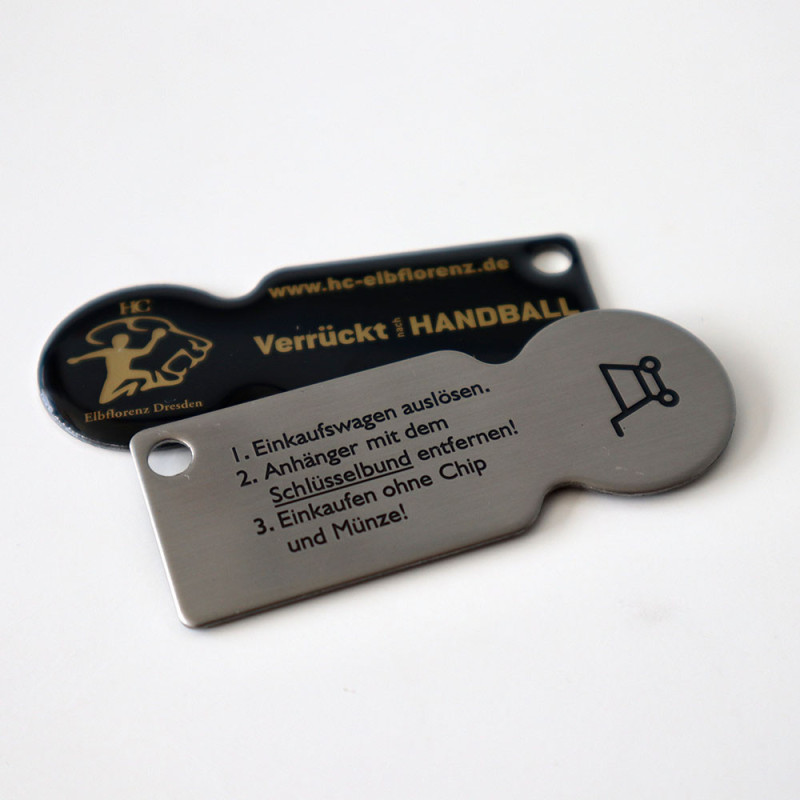 HC
Elbflorenz Dresden
www.hc-elbflorenz.de
Verrückt nach HANDBALL
1. Einkaufswagen auslösen.
2. Anhänger mit dem
Schlüsselbund entfernen!
3. Einkaufen ohne Chip
und Münze!